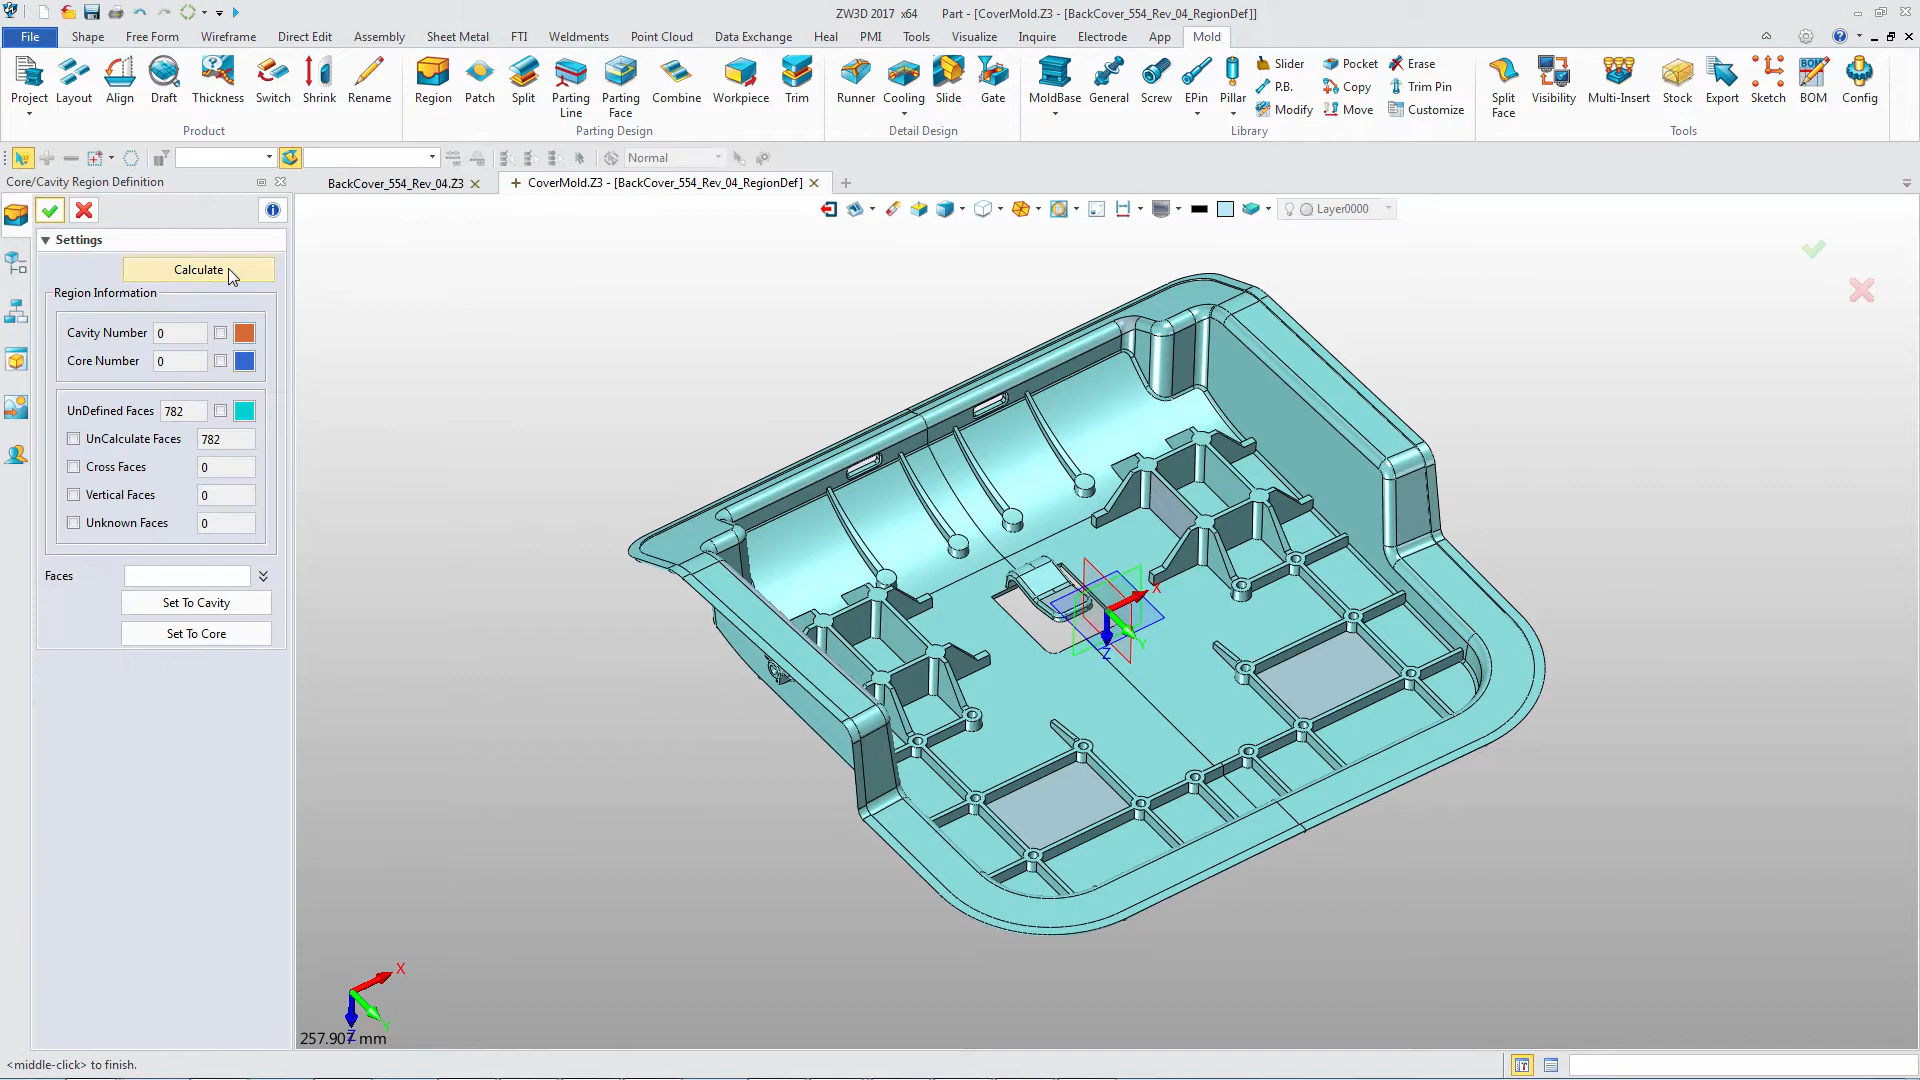 ZW3D 2017 x64 Part - [CoverMold.Z3 - [BackCover_554_Rev_04_RegionDef]]
File Shape Free Form Wireframe Direct Edit Assembly Sheet Metal FTI Weldments Point Cloud Data Exchange Heal PMI Tools Visualize Inquire Electrode App Mold
Project Layout Align Draft Thickness Switch Shrink Rename
Region Patch Split Parting Line Parting Face Combine Workpiece Trim
Runner Cooling Slide Gate
MoldBase General Screw EPin Pillar
Slider Pocket Erase
P.B. Copy Trim Pin
Modify Move Customize
Split Face Visibility Multi-Insert Stock Export Sketch BOM BOM Config
Product Parting Design Detail Design Library Tools
Normal
Core/Cavity Region Definition
BackCover_554_Rev_04.Z3
CoverMold.Z3 - [BackCover_554_Rev_04_RegionDef]
Layer0000
Settings
Calculate
Region Information
Cavity Number 0
Core Number 0
UnDefined Faces 782
UnCalculate Faces 782
Cross Faces 0
Vertical Faces 0
Unknown Faces 0
Faces
Set To Cavity
Set To Core
X
Y
Z
X
Y
Z
257.907 mm
<middle-click> to finish.